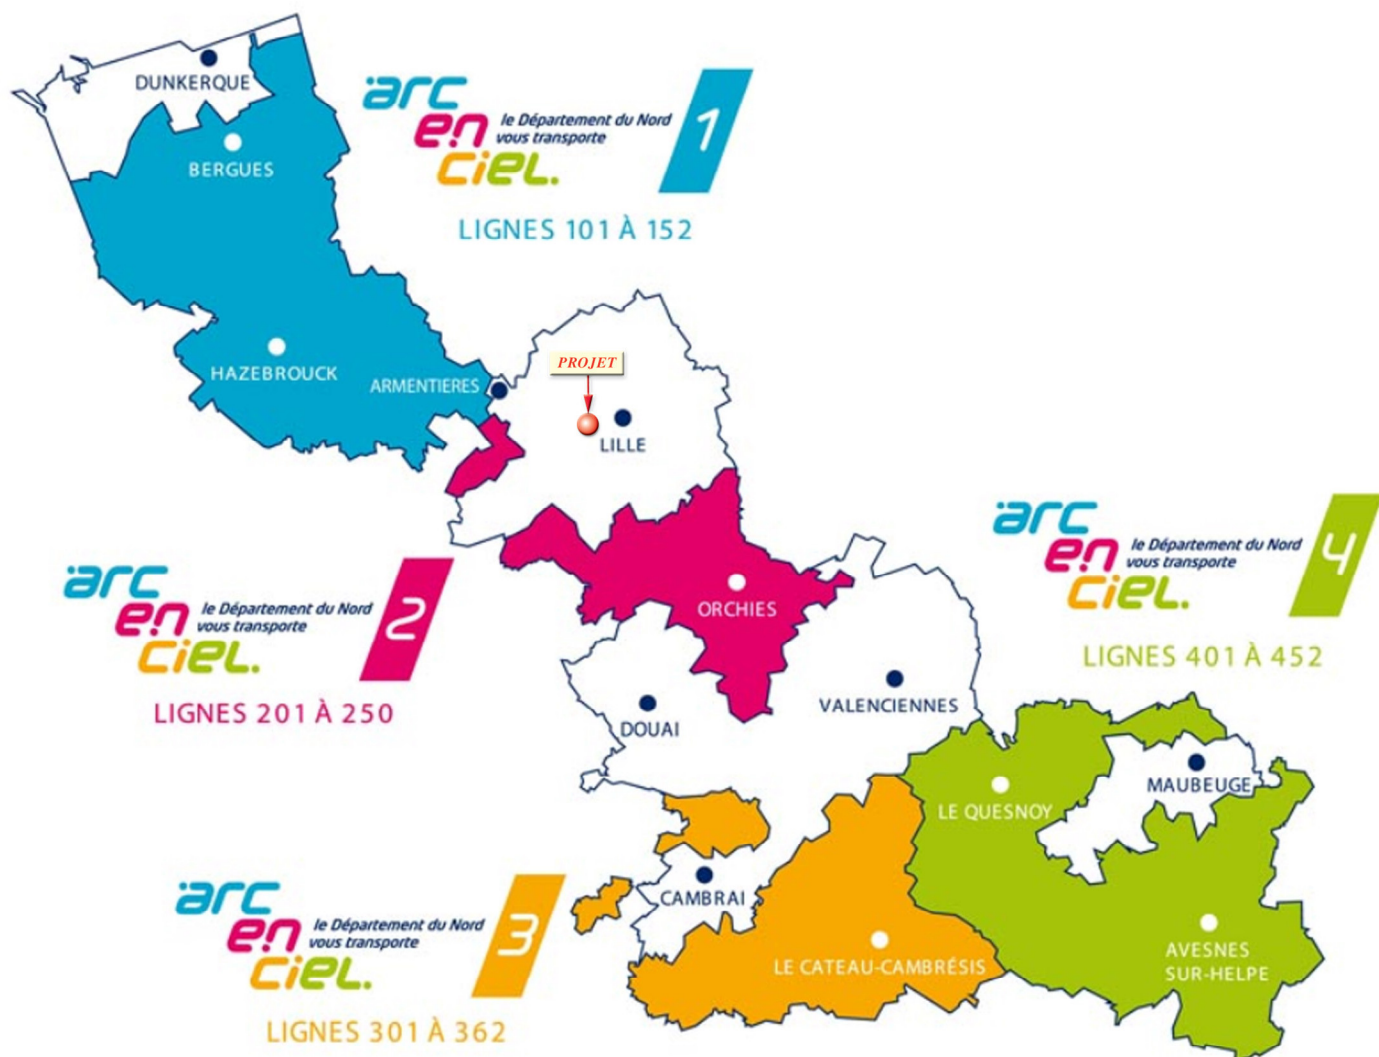 DUNKERQUE
BERGUES
arc
en
ciel.
le Département du Nord
vous transporte
1
LIGNES 101 À 152
HAZEBROUCK
ARMENTIERES
PROJET
LILLE
arc
en
ciel.
le Département du Nord
vous transporte
2
LIGNES 201 À 250
ORCHIES
arc
en
ciel.
le Département du Nord
vous transporte
4
LIGNES 401 À 452
DOUAI
VALENCIENNES
MAUBEUGE
LE QUESNOY
CAMBRAI
arc
en
ciel.
le Département du Nord
vous transporte
3
LIGNES 301 À 362
LE CATEAU-CAMBRÉSIS
AVESNES
SUR-HELPE